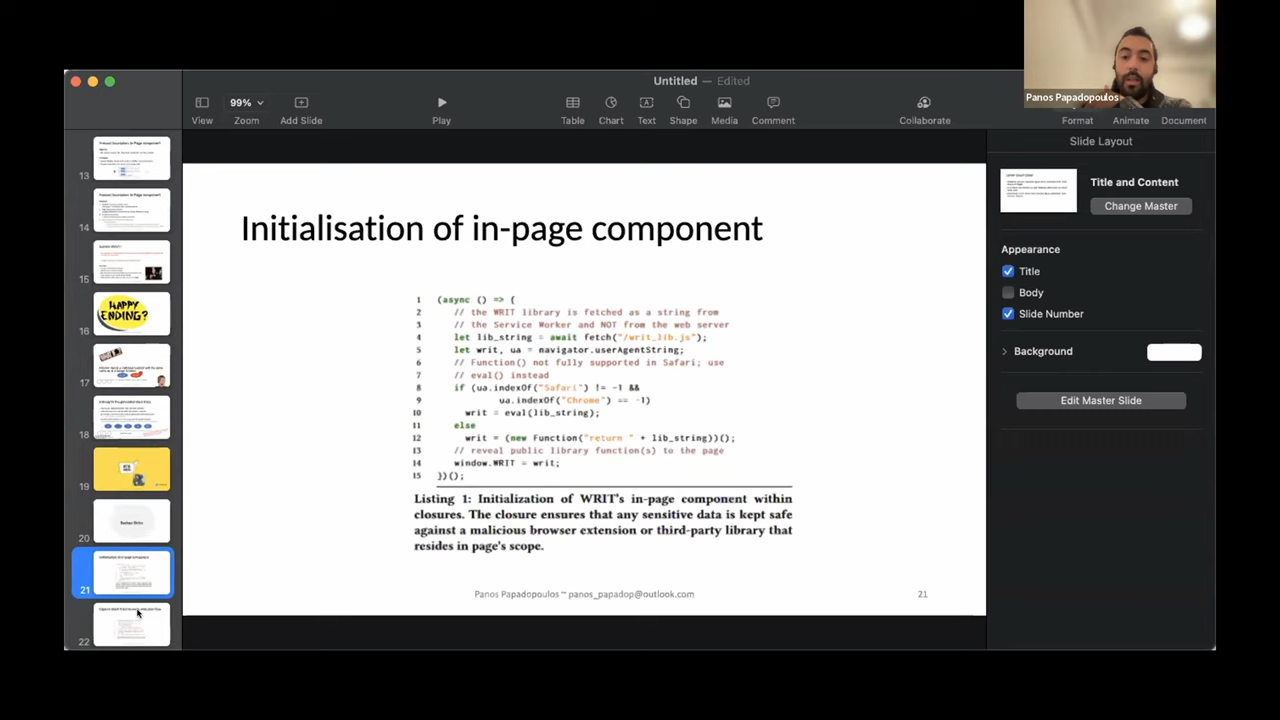 Panos Papadopoulos
Untitled — Edited
99%
View
Zoom
Add Slide
Play
Table
Chart
Text
Shape
Media
Comment
Collaborate
Format
Animate
Document
Slide Layout
Title and Content
Change Master
Appearance
Title
Body
Slide Number
Background
Edit Master Slide
13
14
15
16
HAPPY
ENDING?
17
18
19
20
21
22
Initialisation of in-page component
1 (async () => {
2 // the WRIT library is fetched as a string from
3 // the Service Worker and NOT from the web server
4 let lib_string = await fetch("/writ_lib.js");
5 let writ, ua = navigator.userAgentString;
6 // Function() not fully supported in Safari; use
7 // eval() instead
8 if (ua.indexOf("Safari") != -1 &&
9 ua.indexOf("Chrome") == -1)
10 writ = eval(lib_string);
11 else
12 writ = (new Function("return " + lib_string))();
13 // reveal public library function(s) to the page
14 window.WRIT = writ;
15 })();
Listing 1: Initialization of WRIT's in-page component within
closures. The closure ensures that any sensitive data is kept safe
against a malicious browser extension or third-party library that
resides in page's scope.
Panos Papadopoulos ~ panos_papadop@outlook.com
21